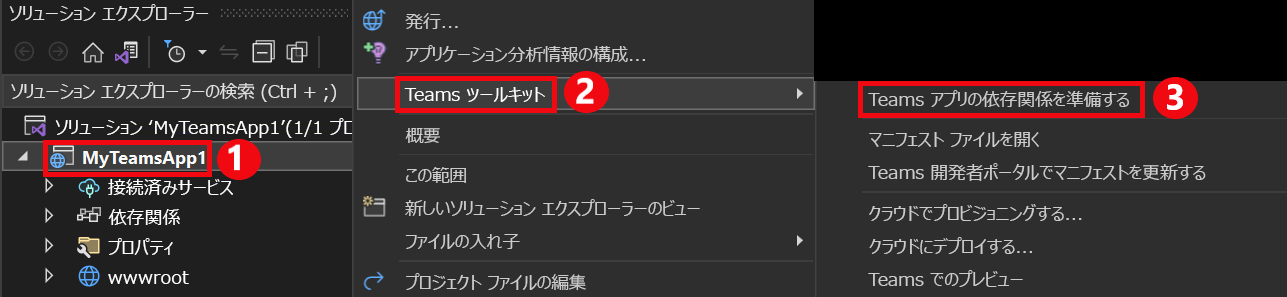 ソリューション エクスプローラー
ソリューション エクスプローラーの検索 (Ctrl + ;)
ソリューション ‘MyTeamsApp1’(1/1 プロ
MyTeamsApp1
1
接続済みサービス
依存関係
プロパティ
wwwroot
発行...
アプリケーション分析情報の構成...
Teams ツールキット
2
概要
この範囲
新しいソリューション エクスプローラーのビュー
ファイルの入れ子
プロジェクト ファイルの編集
Teams アプリの依存関係を準備する
3
マニフェスト ファイルを開く
Teams 開発者ポータルでマニフェストを更新する
クラウドでプロビジョニングする...
クラウドにデプロイする...
Teams でのプレビュー